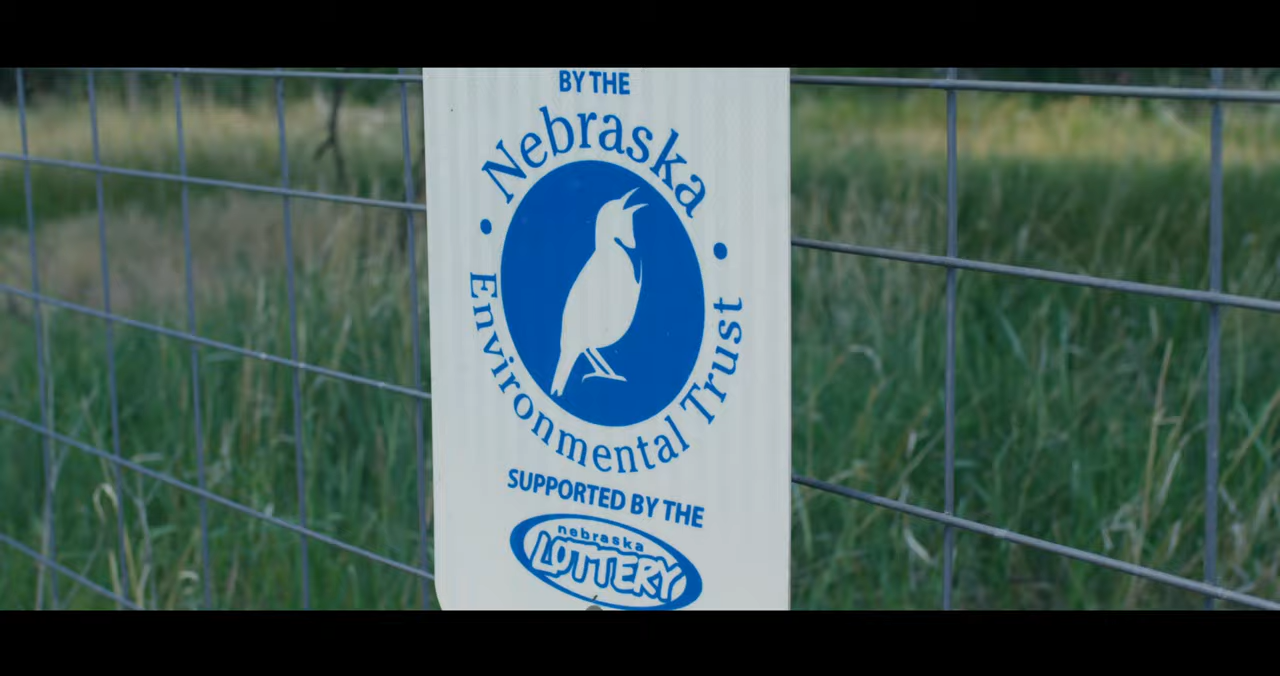 BY THE
Nebraska
Environmental Trust
SUPPORTED BY THE
nebraska
LOTTERY